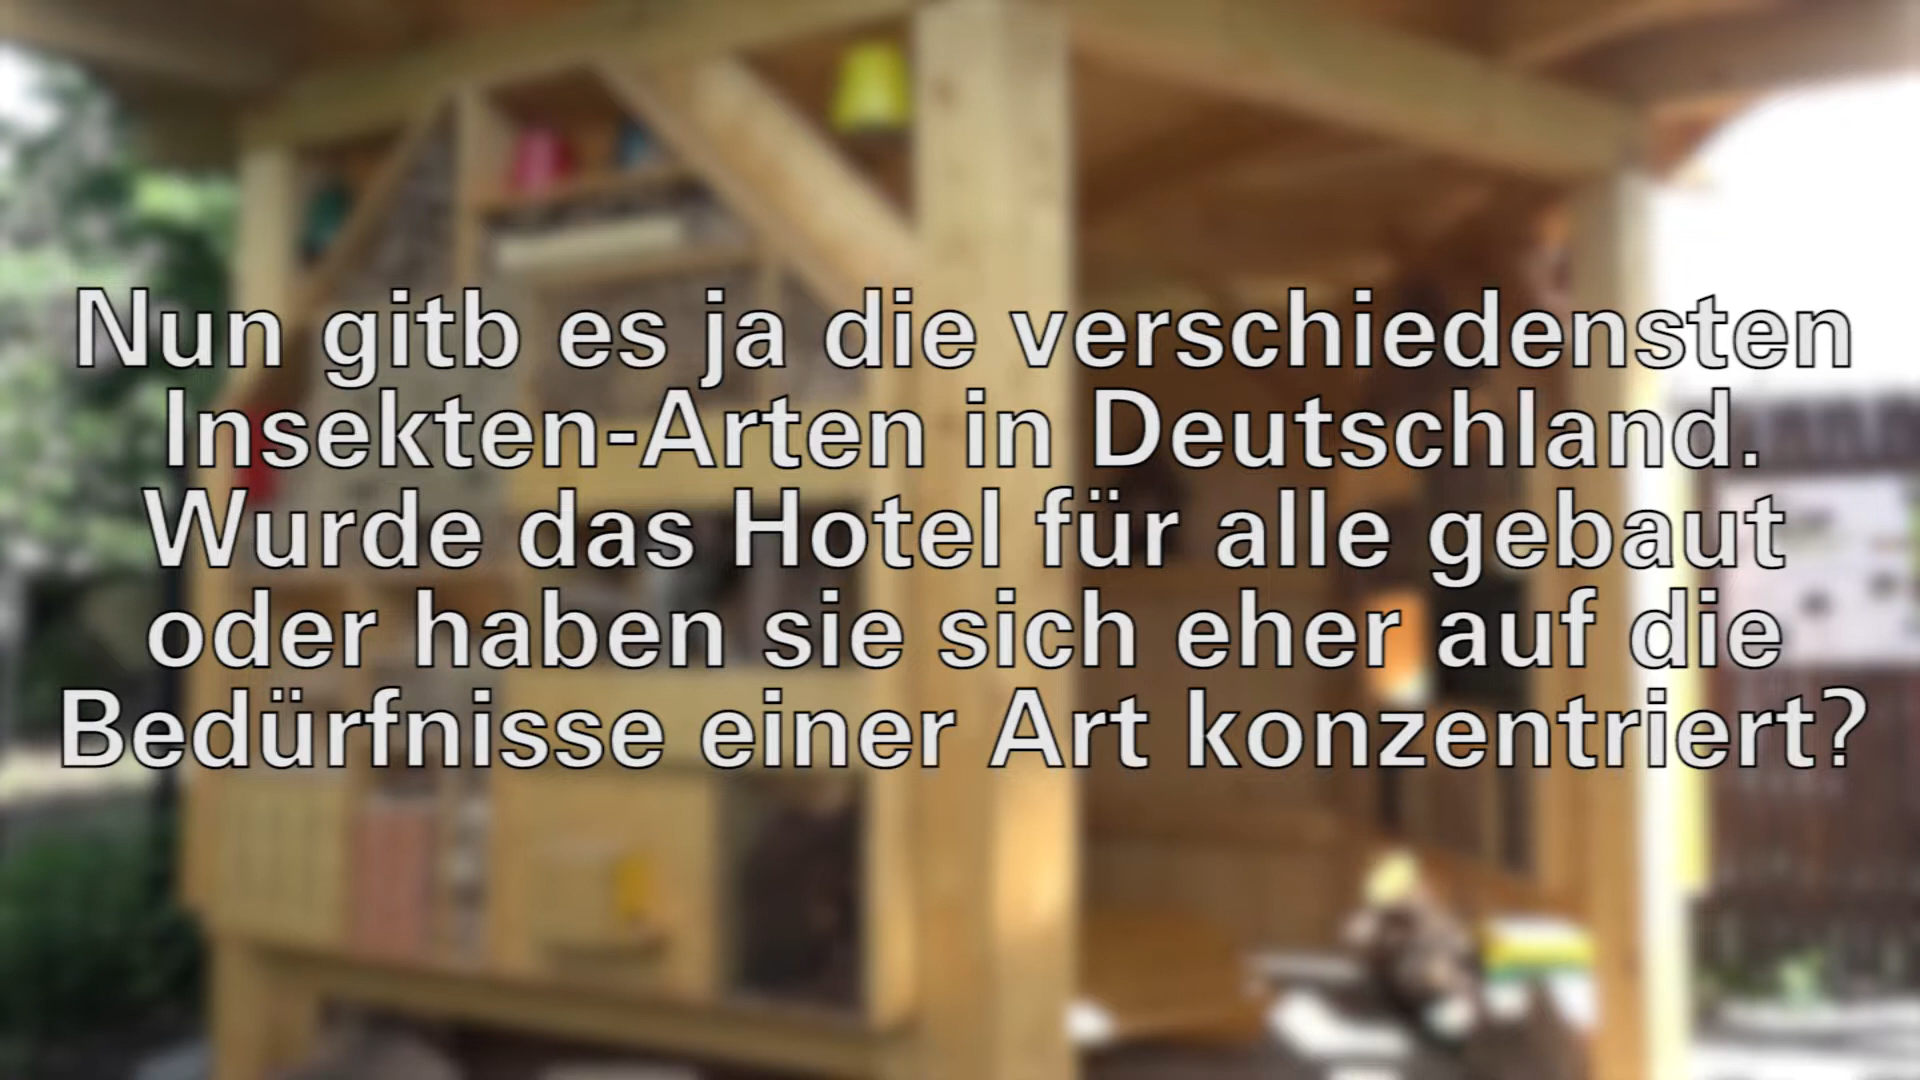 Nun gitb es ja die verschiedensten
Insekten-Arten in Deutschland.
Wurde das Hotel für alle gebaut
oder haben sie sich eher auf die
Bedürfnisse einer Art konzentriert?